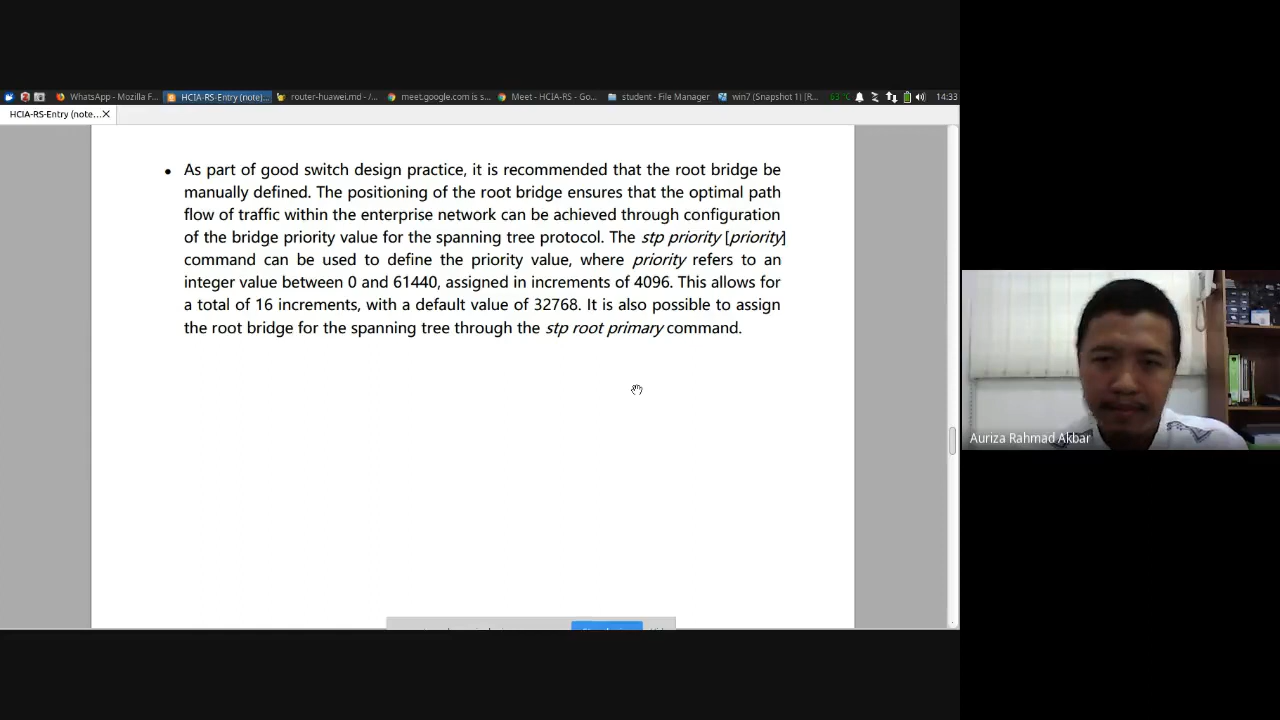 WhatsApp - Mozilla F...
HCIA-RS-Entry (note)...
router-huawei.md - /...
meet.google.com is s...
Meet - HCIA-RS - Go...
student - File Manager
win7 (Snapshot 1) [R...
63 °C
14:33
HCIA-RS-Entry (note...
• As part of good switch design practice, it is recommended that the root bridge be
manually defined. The positioning of the root bridge ensures that the optimal path
flow of traffic within the enterprise network can be achieved through configuration
of the bridge priority value for the spanning tree protocol. The stp priority [priority]
command can be used to define the priority value, where priority refers to an
integer value between 0 and 61440, assigned in increments of 4096. This allows for
a total of 16 increments, with a default value of 32768. It is also possible to assign
the root bridge for the spanning tree through the stp root primary command.
Auriza Rahmad Akbar